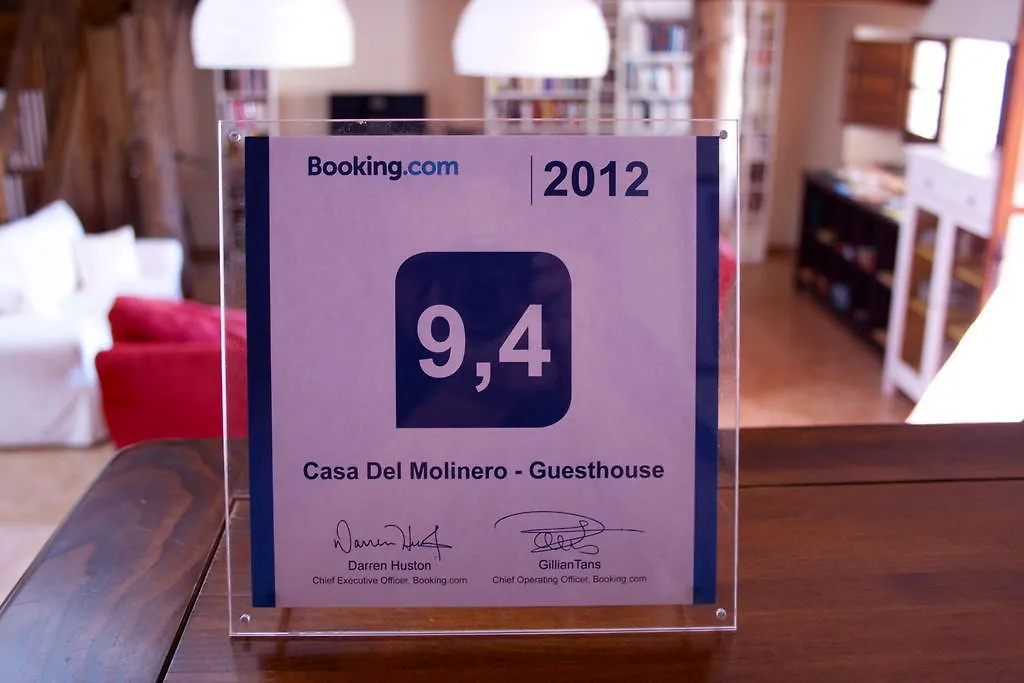 Booking.com
2012
9,4
Casa Del Molinero - Guesthouse
Darren Huston
GillianTans
Chief Executive Officer, Booking.com
Chief Operating Officer, Booking.com